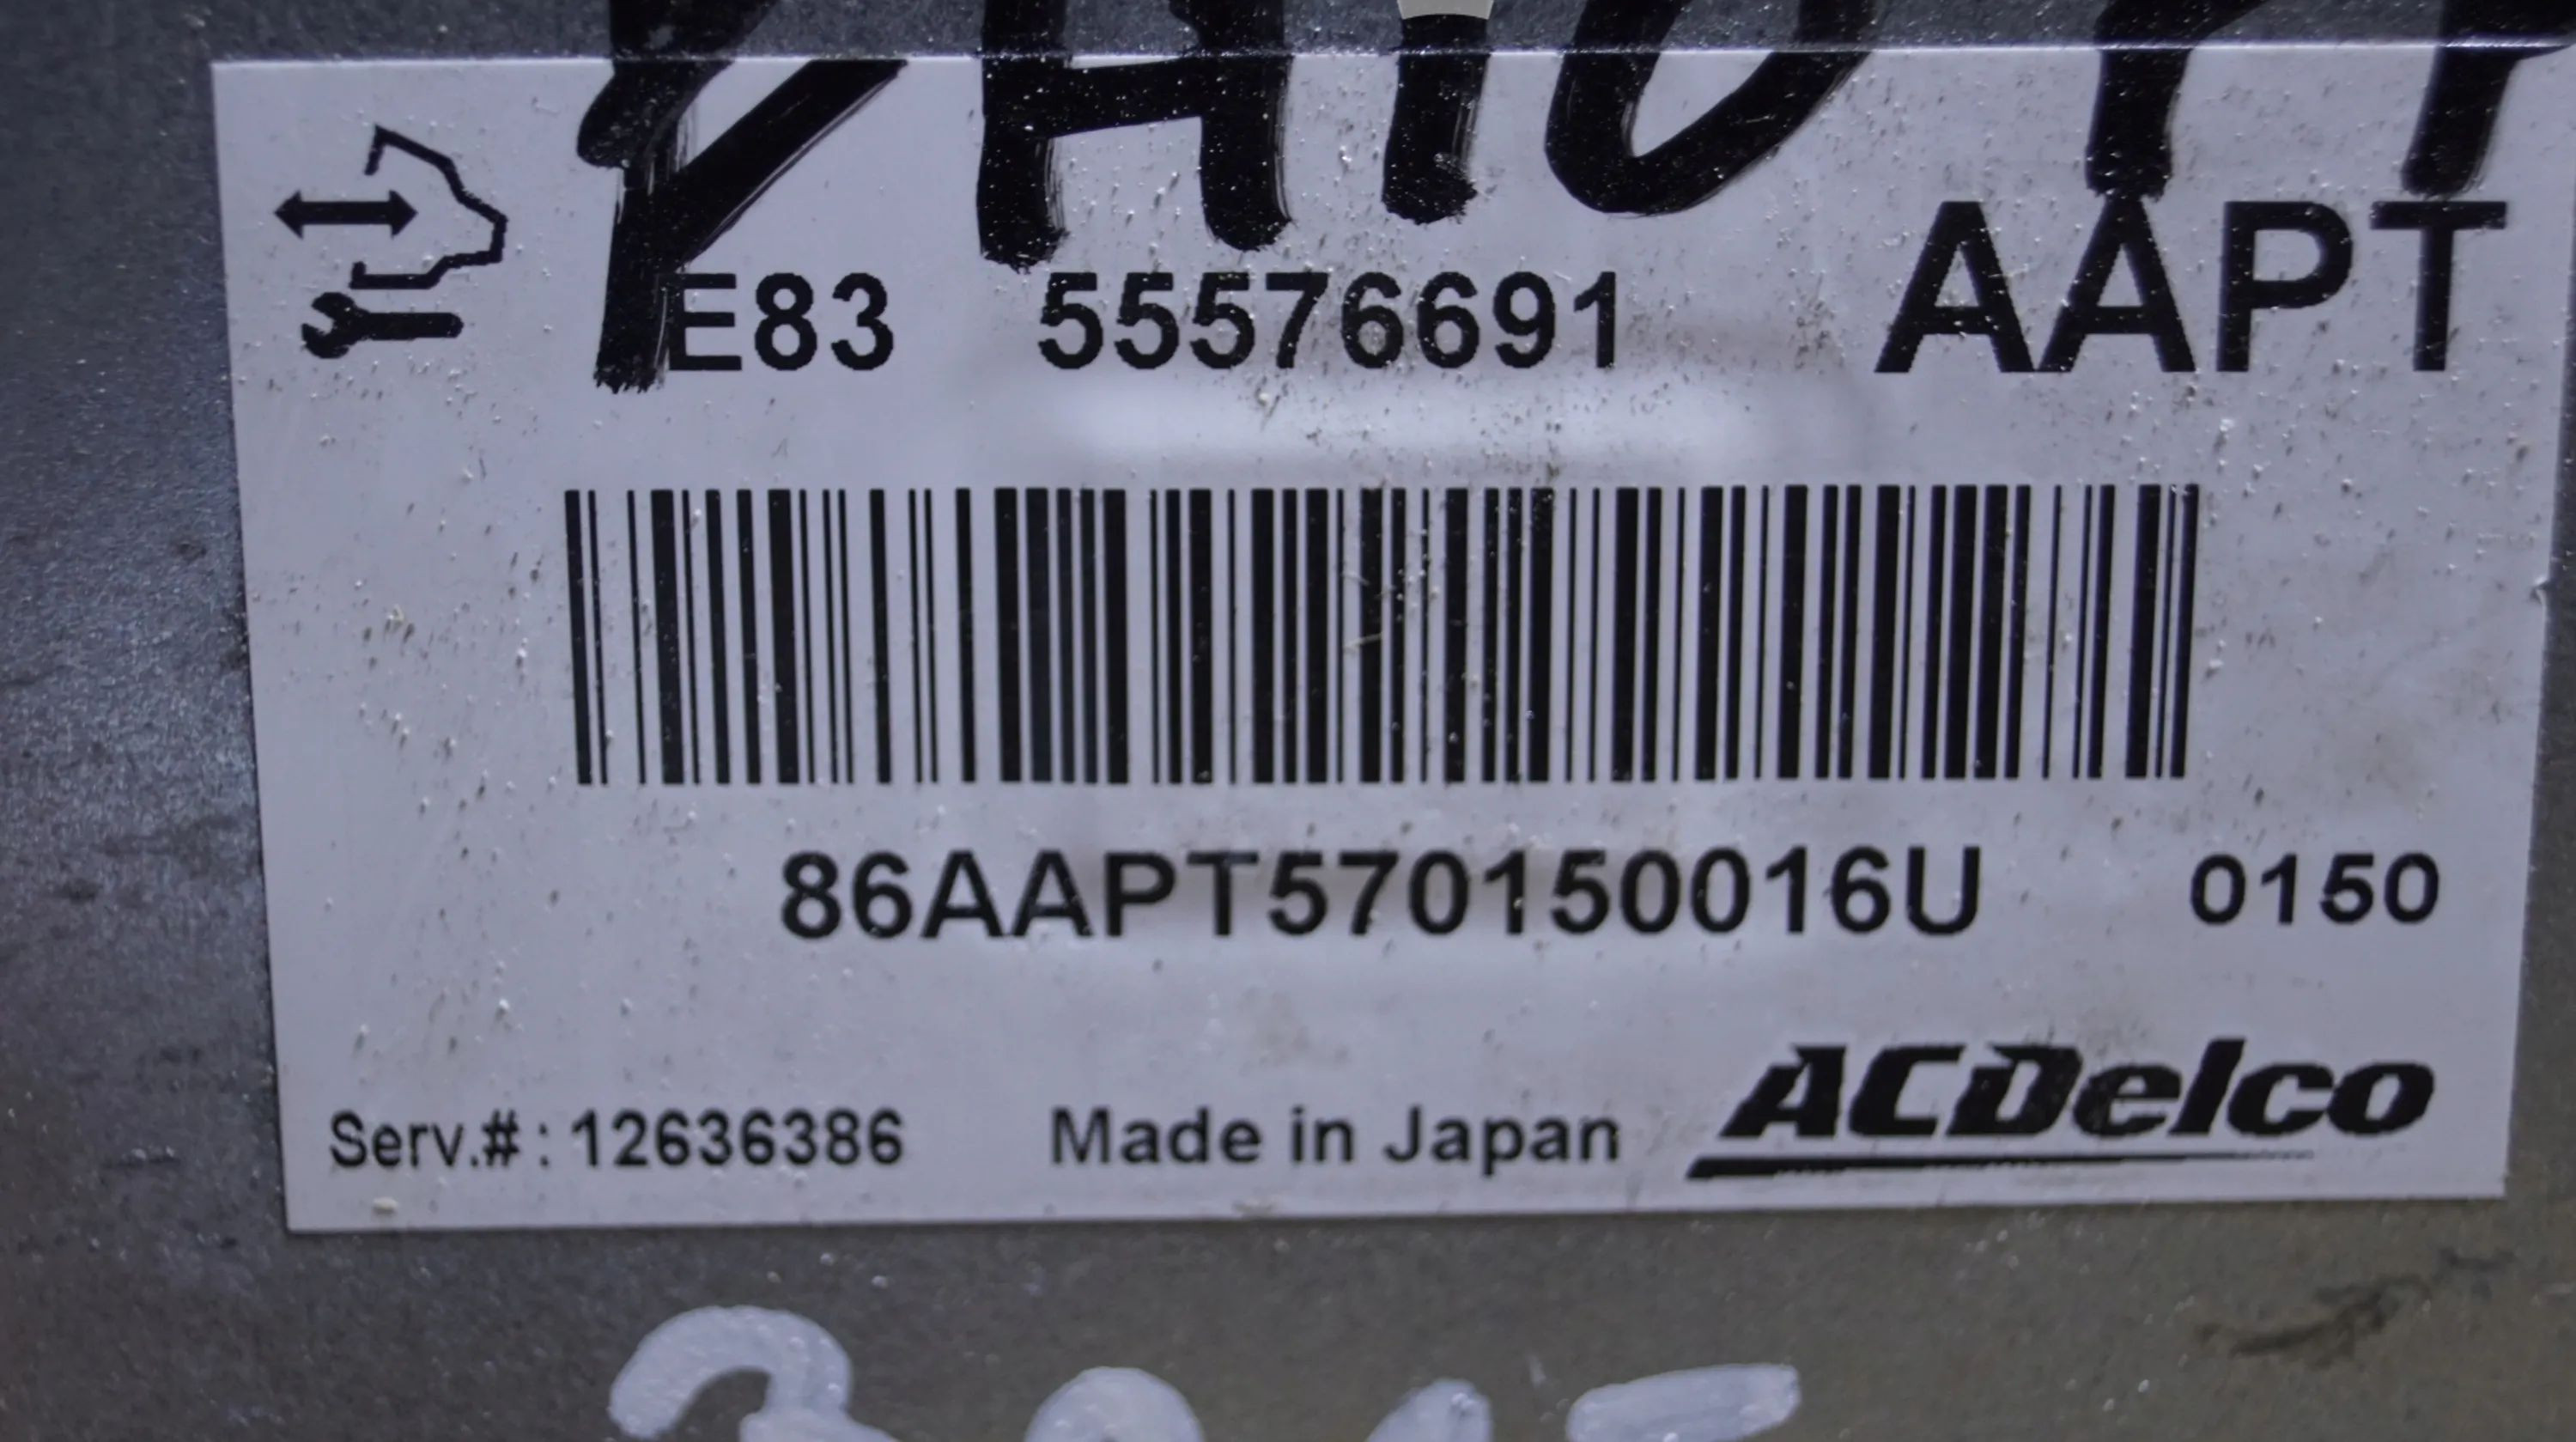 E83 55576691 AAPT
86AAPT570150016U 0150
Serv.#: 12636386 Made in Japan ACDelco